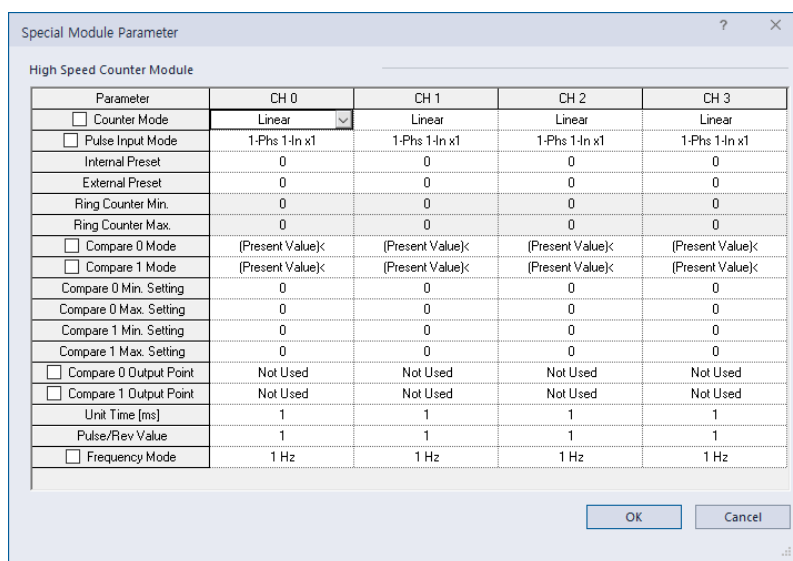 Special Module Parameter ? ×
High Speed Counter Module
Parameter CH 0 CH 1 CH 2 CH 3
Counter Mode Linear Linear Linear Linear
Pulse Input Mode 1-Phs 1-In x1 1-Phs 1-In x1 1-Phs 1-In x1 1-Phs 1-In x1
Internal Preset 0 0 0 0
External Preset 0 0 0 0
Ring Counter Min. 0 0 0 0
Ring Counter Max. 0 0 0 0
Compare 0 Mode (Present Value)< (Present Value)< (Present Value)< (Present Value)<
Compare 1 Mode (Present Value)< (Present Value)< (Present Value)< (Present Value)<
Compare 0 Min. Setting 0 0 0 0
Compare 0 Max. Setting 0 0 0 0
Compare 1 Min. Setting 0 0 0 0
Compare 1 Max. Setting 0 0 0 0
Compare 0 Output Point Not Used Not Used Not Used Not Used
Compare 1 Output Point Not Used Not Used Not Used Not Used
Unit Time [ms] 1 1 1 1
Pulse/Rev Value 1 1 1 1
Frequency Mode 1 Hz 1 Hz 1 Hz 1 Hz
OK Cancel